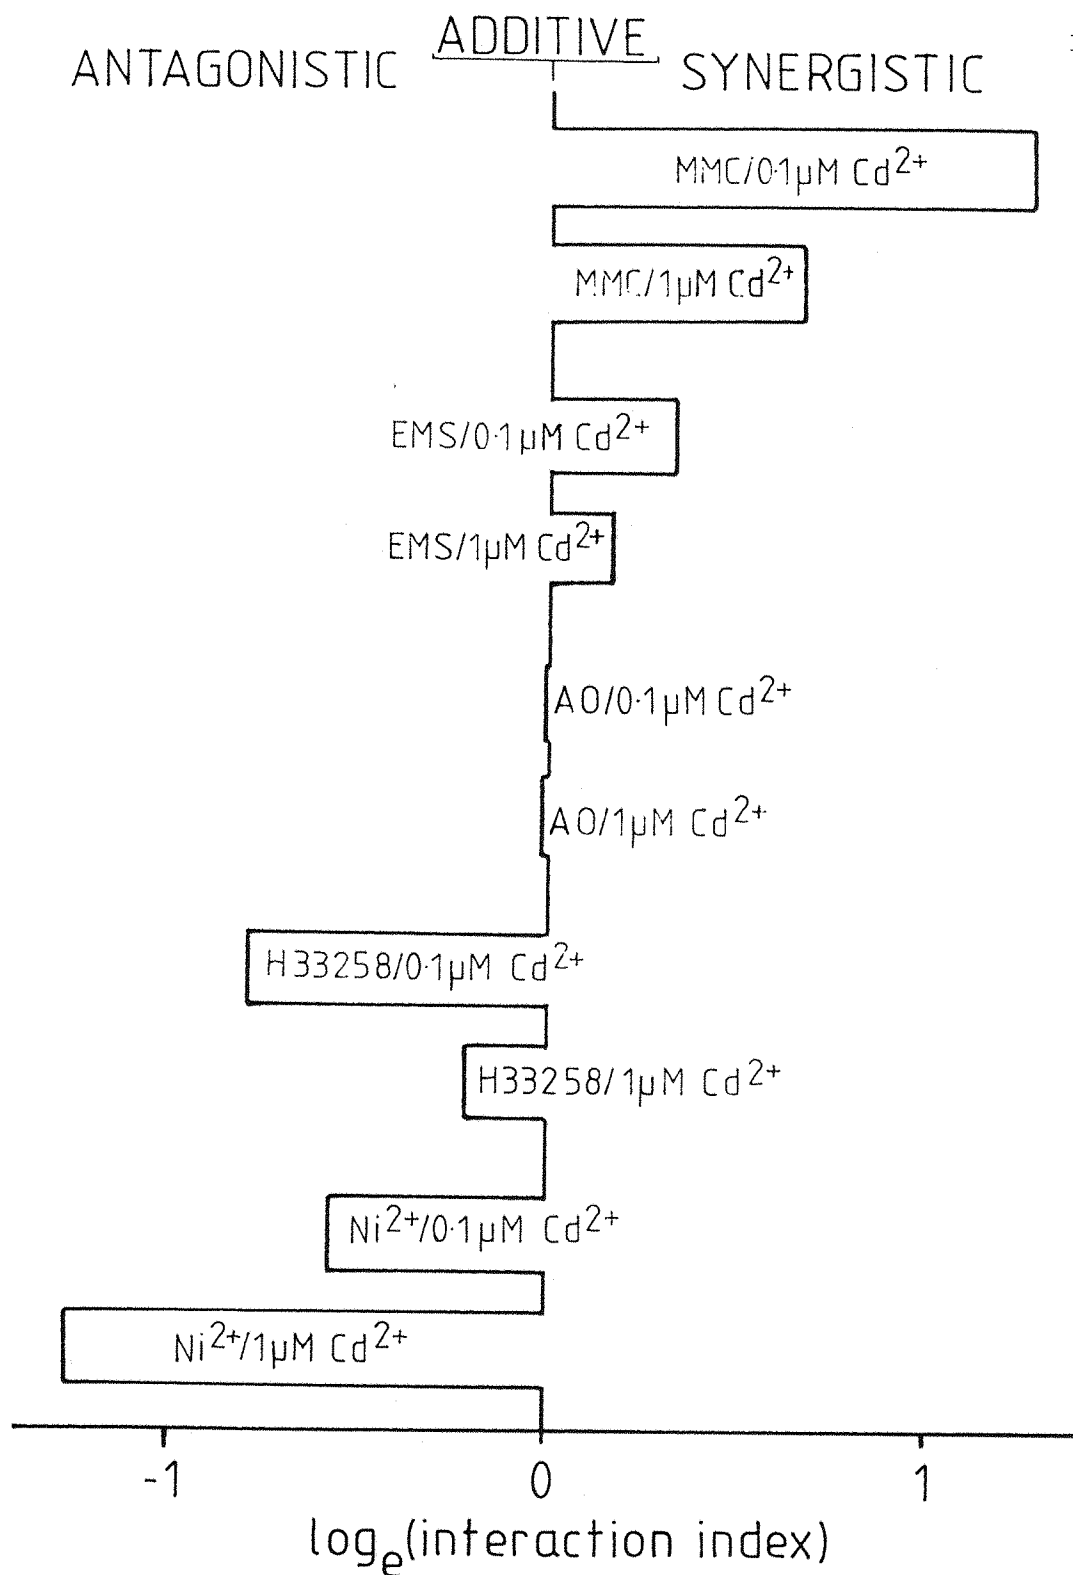 ADDITIVE
ANTAGONISTIC
SYNERGISTIC
MMC/0·1µM Cd²⁺
MMC/1µM Cd²⁺
EMS/0·1µM Cd²⁺
EMS/1µM Cd²⁺
AO/0·1µM Cd²⁺
AO/1µM Cd²⁺
H33258/0·1µM Cd²⁺
H33258/1µM Cd²⁺
Ni²⁺/0·1µM Cd²⁺
Ni²⁺/1µM Cd²⁺
-1 0 1
logₑ(interaction index)